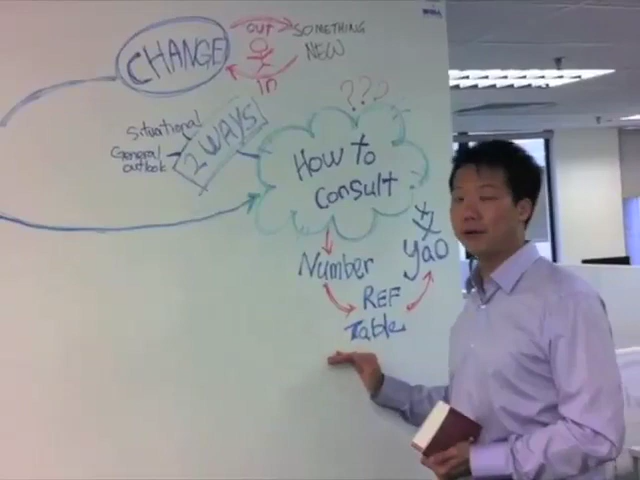 CHANGE
OUT
SOMETHING
NEW
In
???
Situational
General
outlook
2 WAYS
How to
Consult
爻
Yao
Number
REF
Table